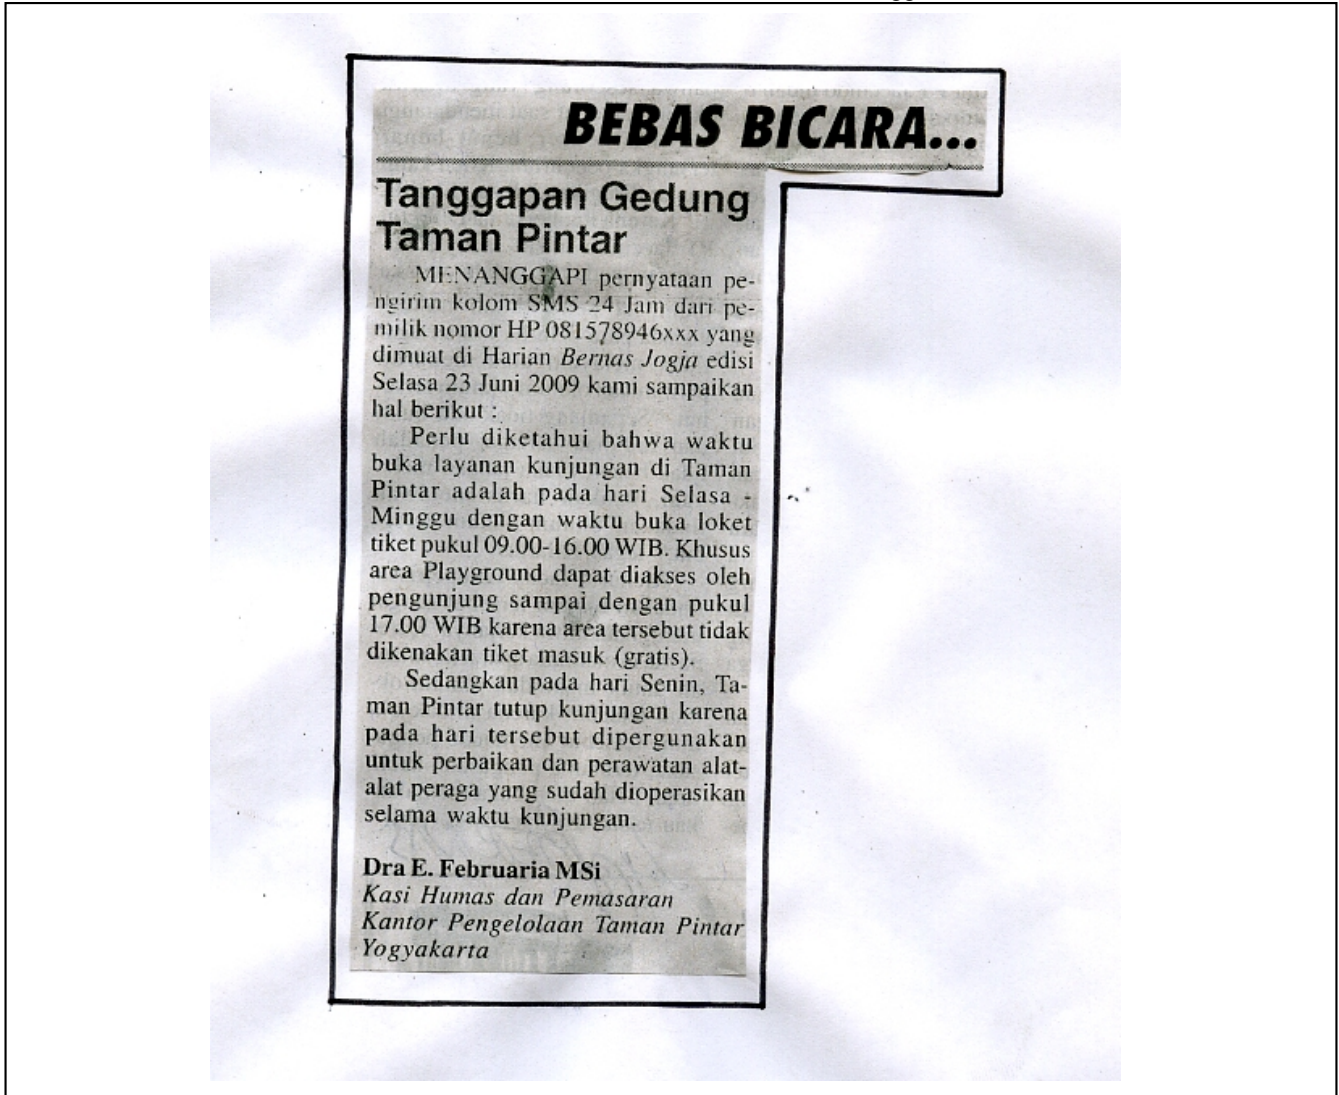 BEBAS BICARA...
Tanggapan Gedung
Taman Pintar
MENANGGAPI pernyataan pe-
ngirim kolom SMS 24 Jam dari pe-
milik nomor HP 081578946xxx yang
dimuat di Harian Bernas Jogja edisi
Selasa 23 Juni 2009 kami sampaikan
hal berikut :
Perlu diketahui bahwa waktu
buka layanan kunjungan di Taman
Pintar adalah pada hari Selasa -
Minggu dengan waktu buka loket
tiket pukul 09.00-16.00 WIB. Khusus
area Playground dapat diakses oleh
pengunjung sampai dengan pukul
17.00 WIB karena area tersebut tidak
dikenakan tiket masuk (gratis).
Sedangkan pada hari Senin, Ta-
man Pintar tutup kunjungan karena
pada hari tersebut dipergunakan
untuk perbaikan dan perawatan alat-
alat peraga yang sudah dioperasikan
selama waktu kunjungan.
Dra E. Februaria MSi
Kasi Humas dan Pemasaran
Kantor Pengelolaan Taman Pintar
Yogyakarta